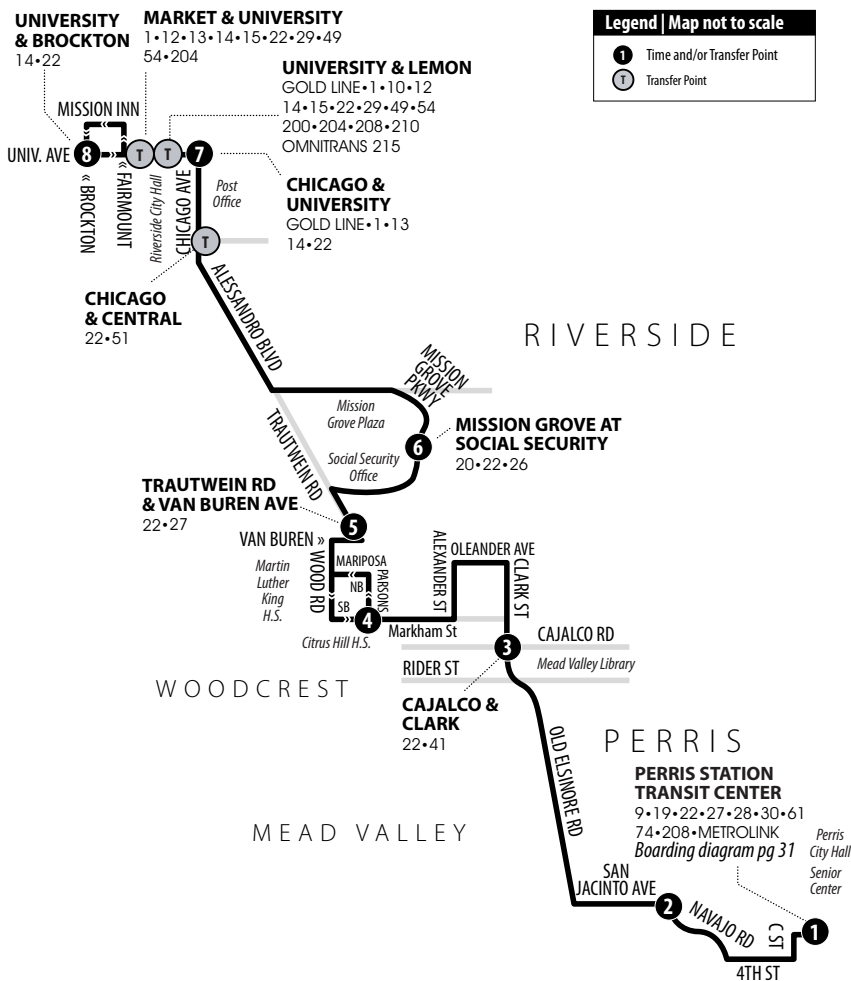 UNIVERSITY
& BROCKTON
14•22
MARKET & UNIVERSITY
1•12•13•14•15•22•29•49
54•204
UNIVERSITY & LEMON
GOLD LINE•1•10•12
14•15•22•29•49•54
200•204•208•210
OMNITRANS 215
Legend | Map not to scale
1 Time and/or Transfer Point
T Transfer Point
MISSION INN
UNIV. AVE
8
T
T
7
« BROCKTON
« FAIRMOUNT
Riverside City Hall
CHICAGO AVE
Post
Office
CHICAGO &
UNIVERSITY
GOLD LINE•1•13
14•22
T
CHICAGO
& CENTRAL
22•51
ALESSANDRO BLVD
RIVERSIDE
MISSION
GROVE
PKWY
Mission
Grove Plaza
TRAUTWEIN RD
6
MISSION GROVE AT
SOCIAL SECURITY
20•22•26
Social Security
Office
TRAUTWEIN RD
& VAN BUREN AVE
22•27
5
VAN BUREN »
WOOD RD
MARIPOSA
NB
PARSONS
SB
4
Martin
Luther
King
H.S.
Citrus Hill H.S.
ALEXANDER ST
OLEANDER AVE
CLARK ST
Markham St
3
CAJALCO RD
RIDER ST
Mead Valley Library
WOODCREST
CAJALCO &
CLARK
22•41
OLD ELSINORE RD
PERRIS
PERRIS STATION
TRANSIT CENTER
9•19•22•27•28•30•61
74•208•METROLINK
Boarding diagram pg 31
Perris
City Hall
Senior
Center
MEAD VALLEY
SAN
JACINTO AVE
2
NAVAJO RD
C ST
1
4TH ST